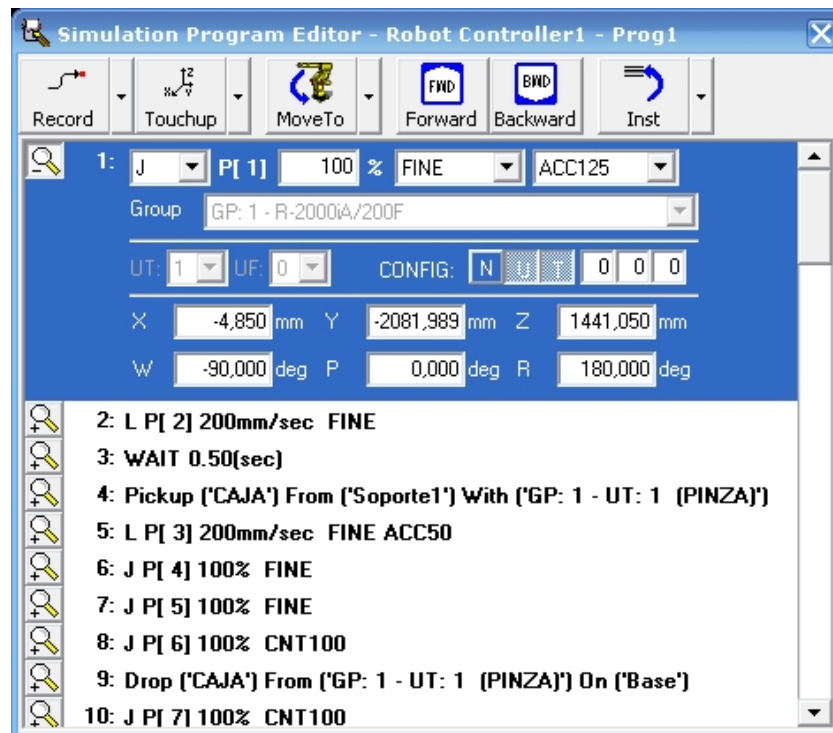 Simulation Program Editor - Robot Controller1 - Prog1
Record Touchup MoveTo FWD Forward BWD Backward Inst
1: J P[ 1] 100 % FINE ACC125
Group GP: 1 - R-2000iA/200F
UT: 1 UF: 0 CONFIG: N U T 0 0 0
X -4,850 mm Y -2081,989 mm Z 1441,050 mm
W -90,000 deg P 0,000 deg R 180,000 deg
2: L P[ 2] 200mm/sec FINE
3: WAIT 0.50(sec)
4: Pickup ('CAJA') From ('Soporte1') With ('GP: 1 - UT: 1 (PINZA)')
5: L P[ 3] 200mm/sec FINE ACC50
6: J P[ 4] 100% FINE
7: J P[ 5] 100% FINE
8: J P[ 6] 100% CNT100
9: Drop ('CAJA') From ('GP: 1 - UT: 1 (PINZA)') On ('Base')
10: J P[ 7] 100% CNT100